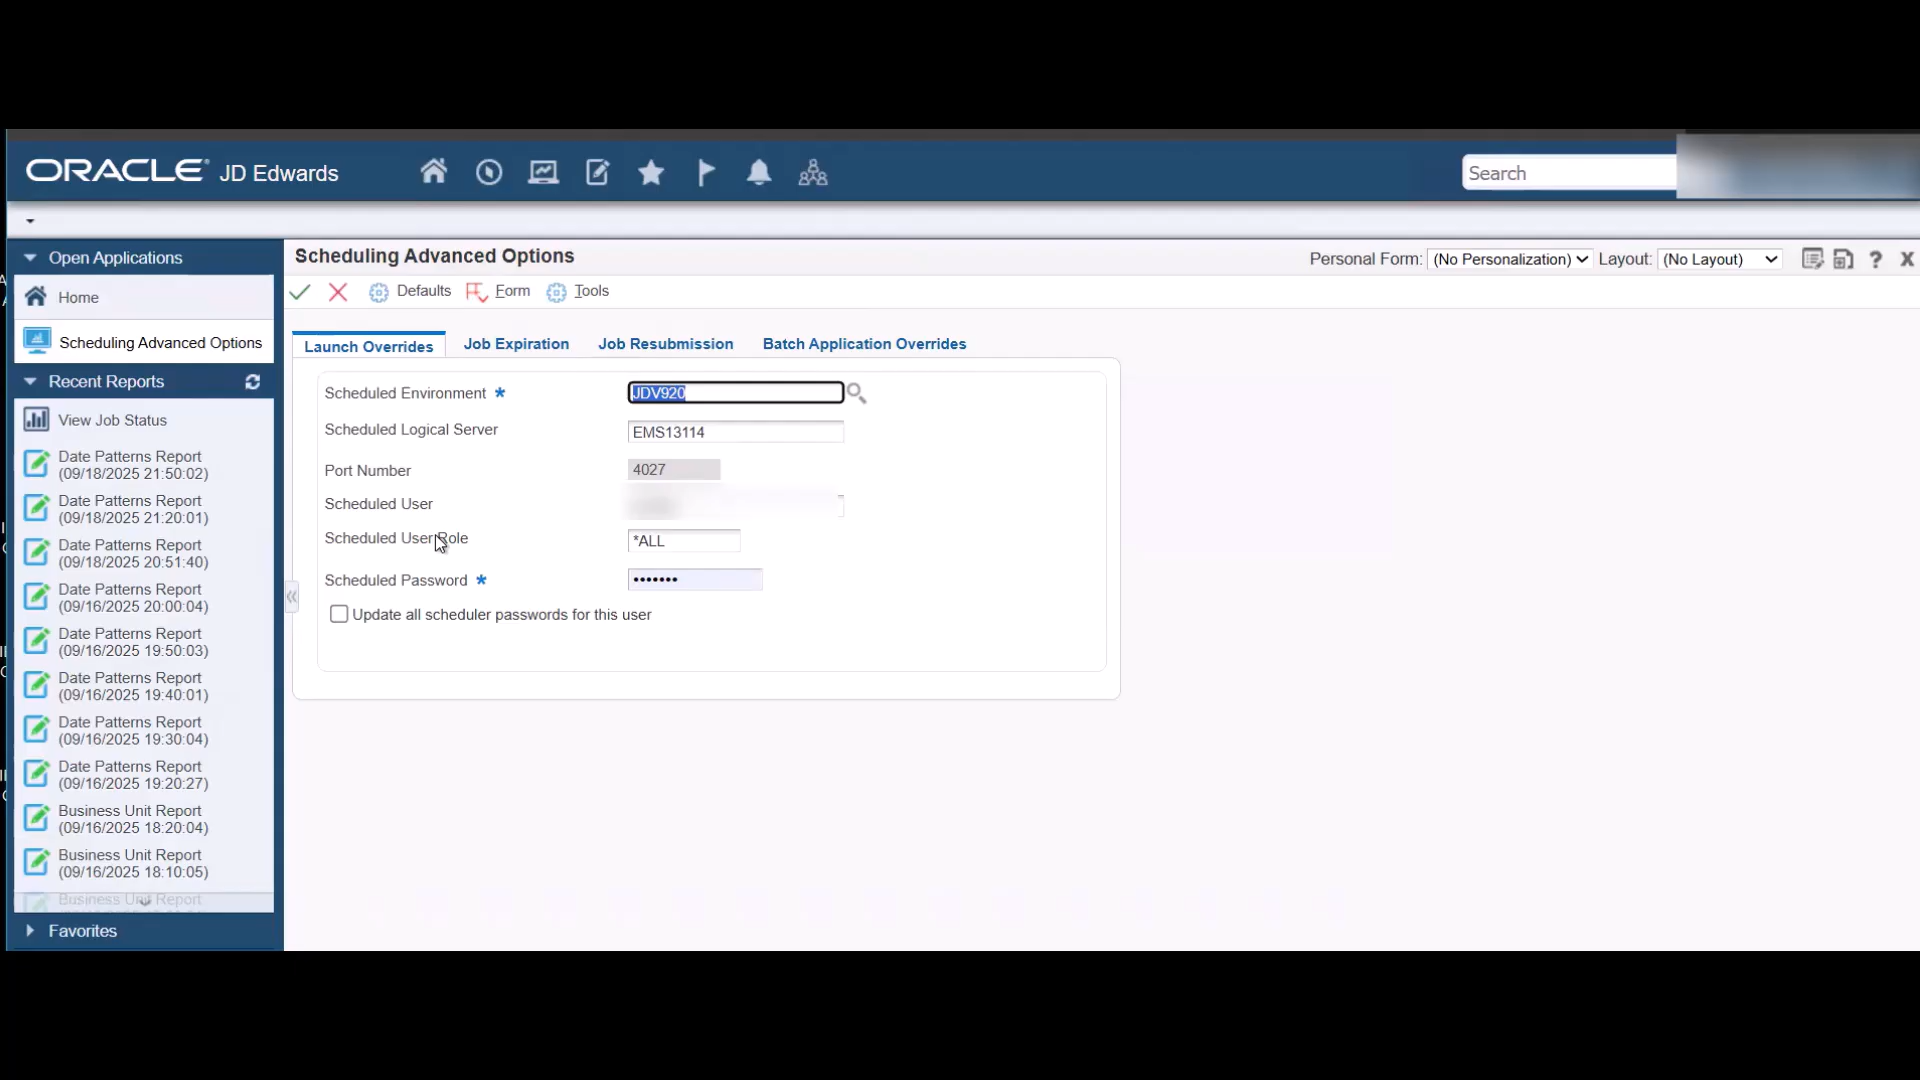 ORACLE JD Edwards
Search
Open Applications
Home
Scheduling Advanced Options
Recent Reports
View Job Status
Date Patterns Report
(09/18/2025 21:50:02)
Date Patterns Report
(09/18/2025 21:20:01)
Date Patterns Report
(09/18/2025 20:51:40)
Date Patterns Report
(09/16/2025 20:00:04)
Date Patterns Report
(09/16/2025 19:50:03)
Date Patterns Report
(09/16/2025 19:40:01)
Date Patterns Report
(09/16/2025 19:30:04)
Date Patterns Report
(09/16/2025 19:20:27)
Business Unit Report
(09/16/2025 18:20:04)
Business Unit Report
(09/16/2025 18:10:05)
Business Unit Report
Favorites
Scheduling Advanced Options
Personal Form: (No Personalization) Layout: (No Layout)
Defaults Form Tools
Launch Overrides Job Expiration Job Resubmission Batch Application Overrides
Scheduled Environment * JDV920
Scheduled Logical Server EMS13114
Port Number 4027
Scheduled User
Scheduled User Role *ALL
Scheduled Password * •••••••
Update all scheduler passwords for this user